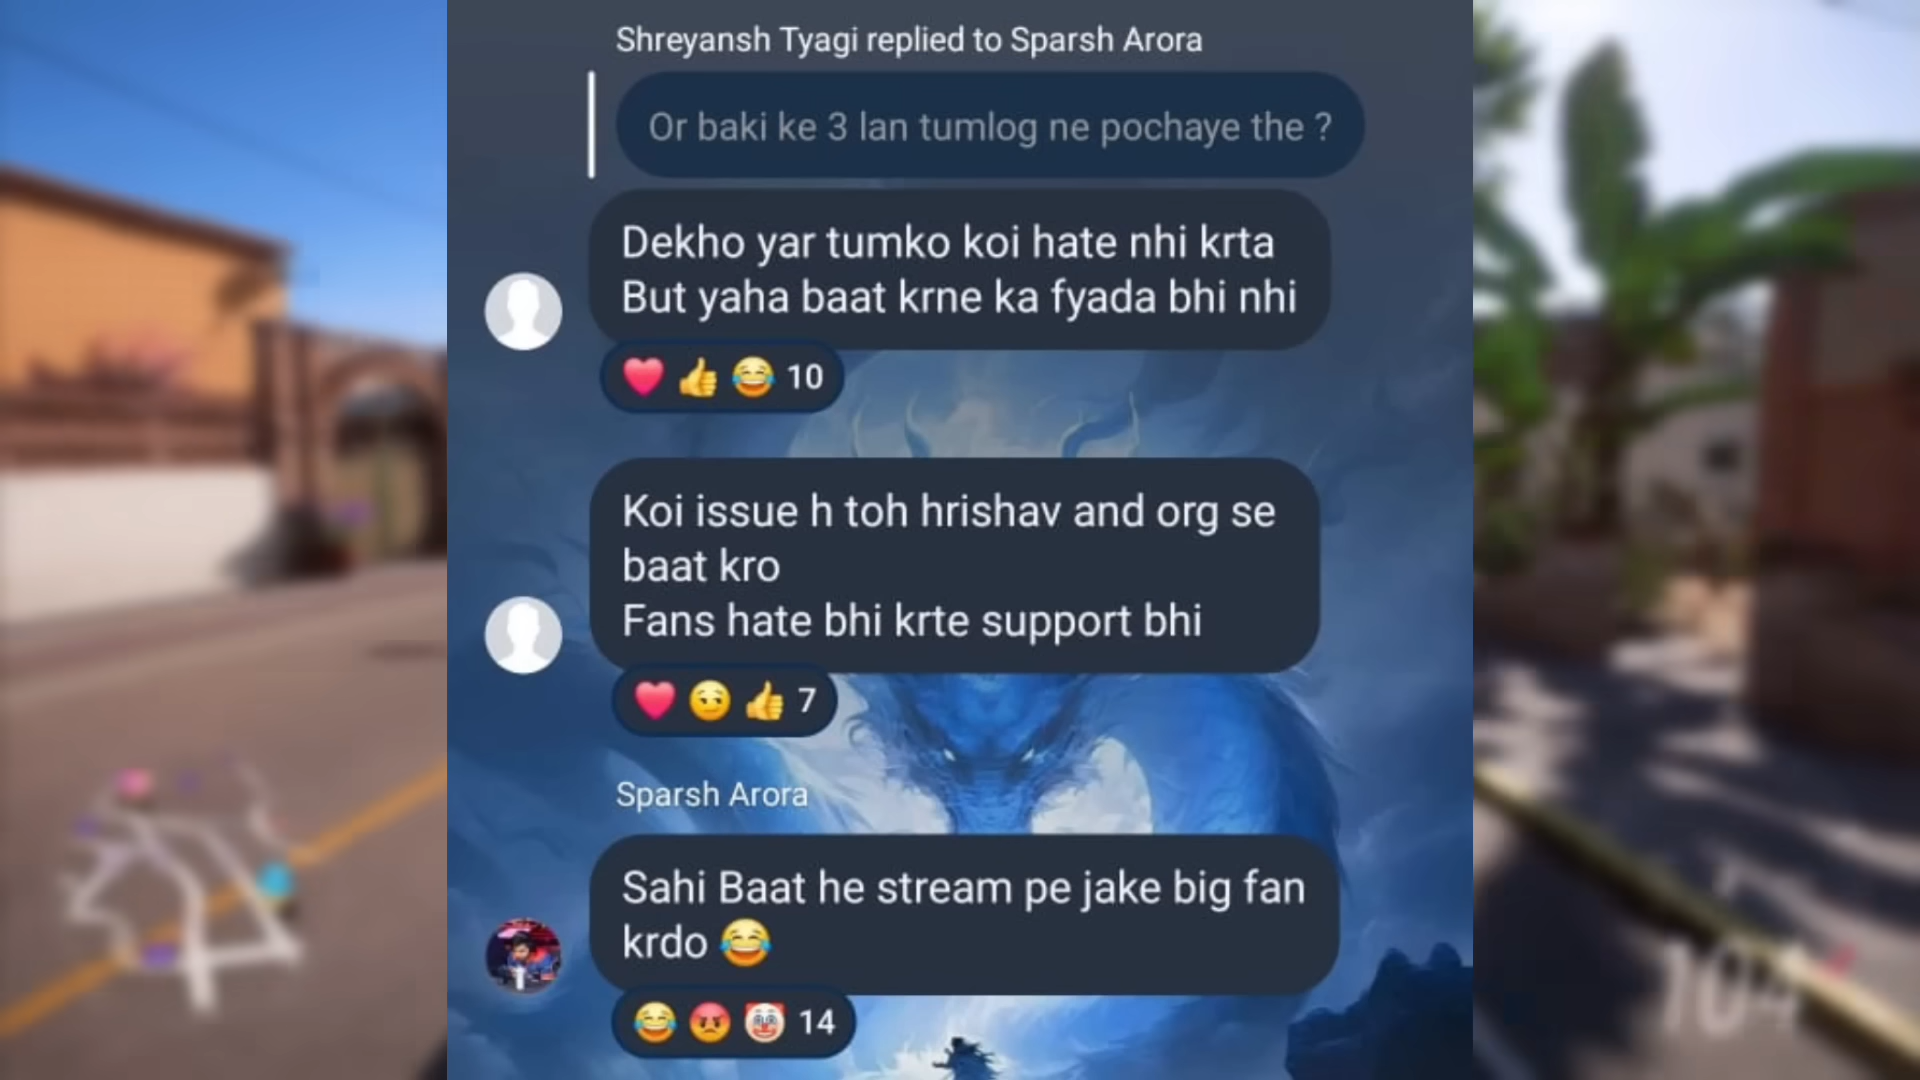 Shreyansh Tyagi replied to Sparsh Arora
Or baki ke 3 lan tumlog ne pochaye the ?
Dekho yar tumko koi hate nhi krta
But yaha baat krne ka fyada bhi nhi
❤️ 👍 😂 10
Koi issue h toh hrishav and org se
baat kro
Fans hate bhi krte support bhi
❤️ 😏 👍 7
Sparsh Arora
Sahi Baat he stream pe jake big fan
krdo 😂
😂 😡 🤡 14
104